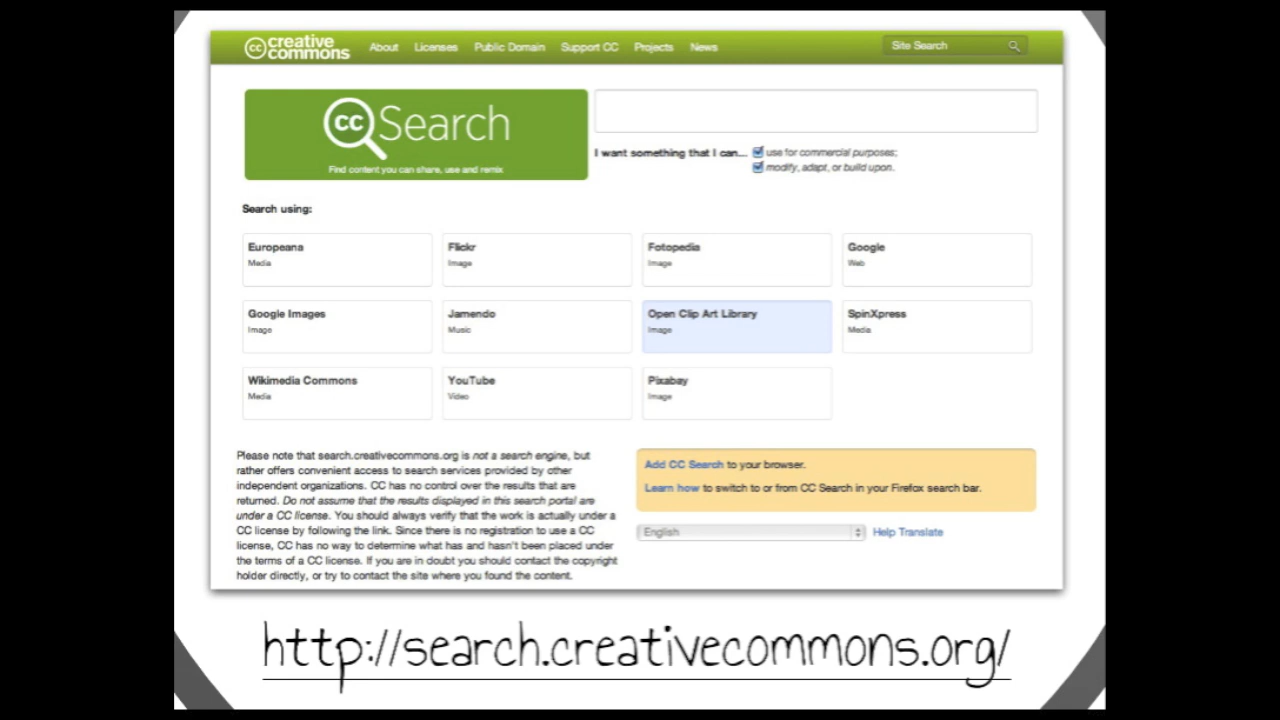 creative commons
About Licenses Public Domain Support CC Projects News
Site Search
CC Search
Find content you can share, use and remix
I want something that I can... use for commercial purposes;
modify, adapt, or build upon.
Search using:
Europeana
Media
Flickr
Image
Fotopedia
Image
Google
Web
Google Images
Image
Jamendo
Music
Open Clip Art Library
Image
SpinXpress
Media
Wikimedia Commons
Media
YouTube
Video
Pixabay
Image
Please note that search.creativecommons.org is not a search engine, but
rather offers convenient access to search services provided by other
independent organizations. CC has no control over the results that are
returned. Do not assume that the results displayed in this search portal are
under a CC license. You should always verify that the work is actually under a
CC license by following the link. Since there is no registration to use a CC
license, CC has no way to determine what has and hasn't been placed under
the terms of a CC license. If you are in doubt you should contact the copyright
holder directly, or try to contact the site where you found the content.
Add CC Search to your browser.
Learn how to switch to or from CC Search in your Firefox search bar.
English
Help Translate
http://search.creativecommons.org/